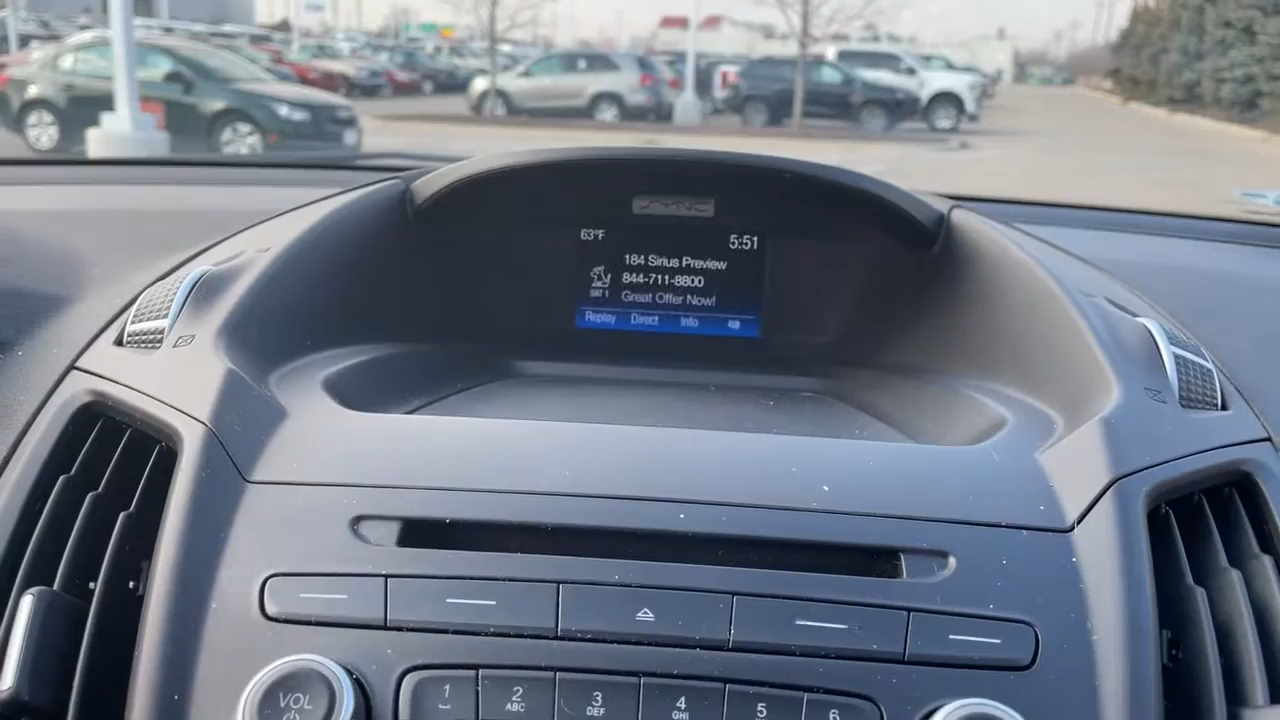 SYNC
63°F
5:51
184 Sirius Preview
844-711-8800
SAT 1
Great Offer Now!
Replay Direct Info
VOL
1
2 ABC
3 DEF
4 GHI
5
6